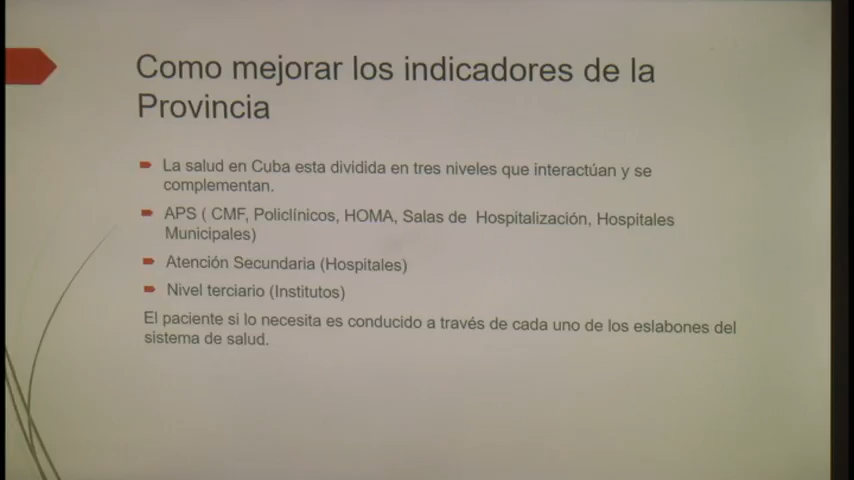 Como mejorar los indicadores de la
Provincia
La salud en Cuba esta dividida en tres niveles que interactúan y se
complementan.
APS ( CMF, Policlínicos, HOMA, Salas de Hospitalización, Hospitales
Municipales)
Atención Secundaria (Hospitales)
Nivel terciario (Institutos)
El paciente si lo necesita es conducido a través de cada uno de los eslabones del
sistema de salud.